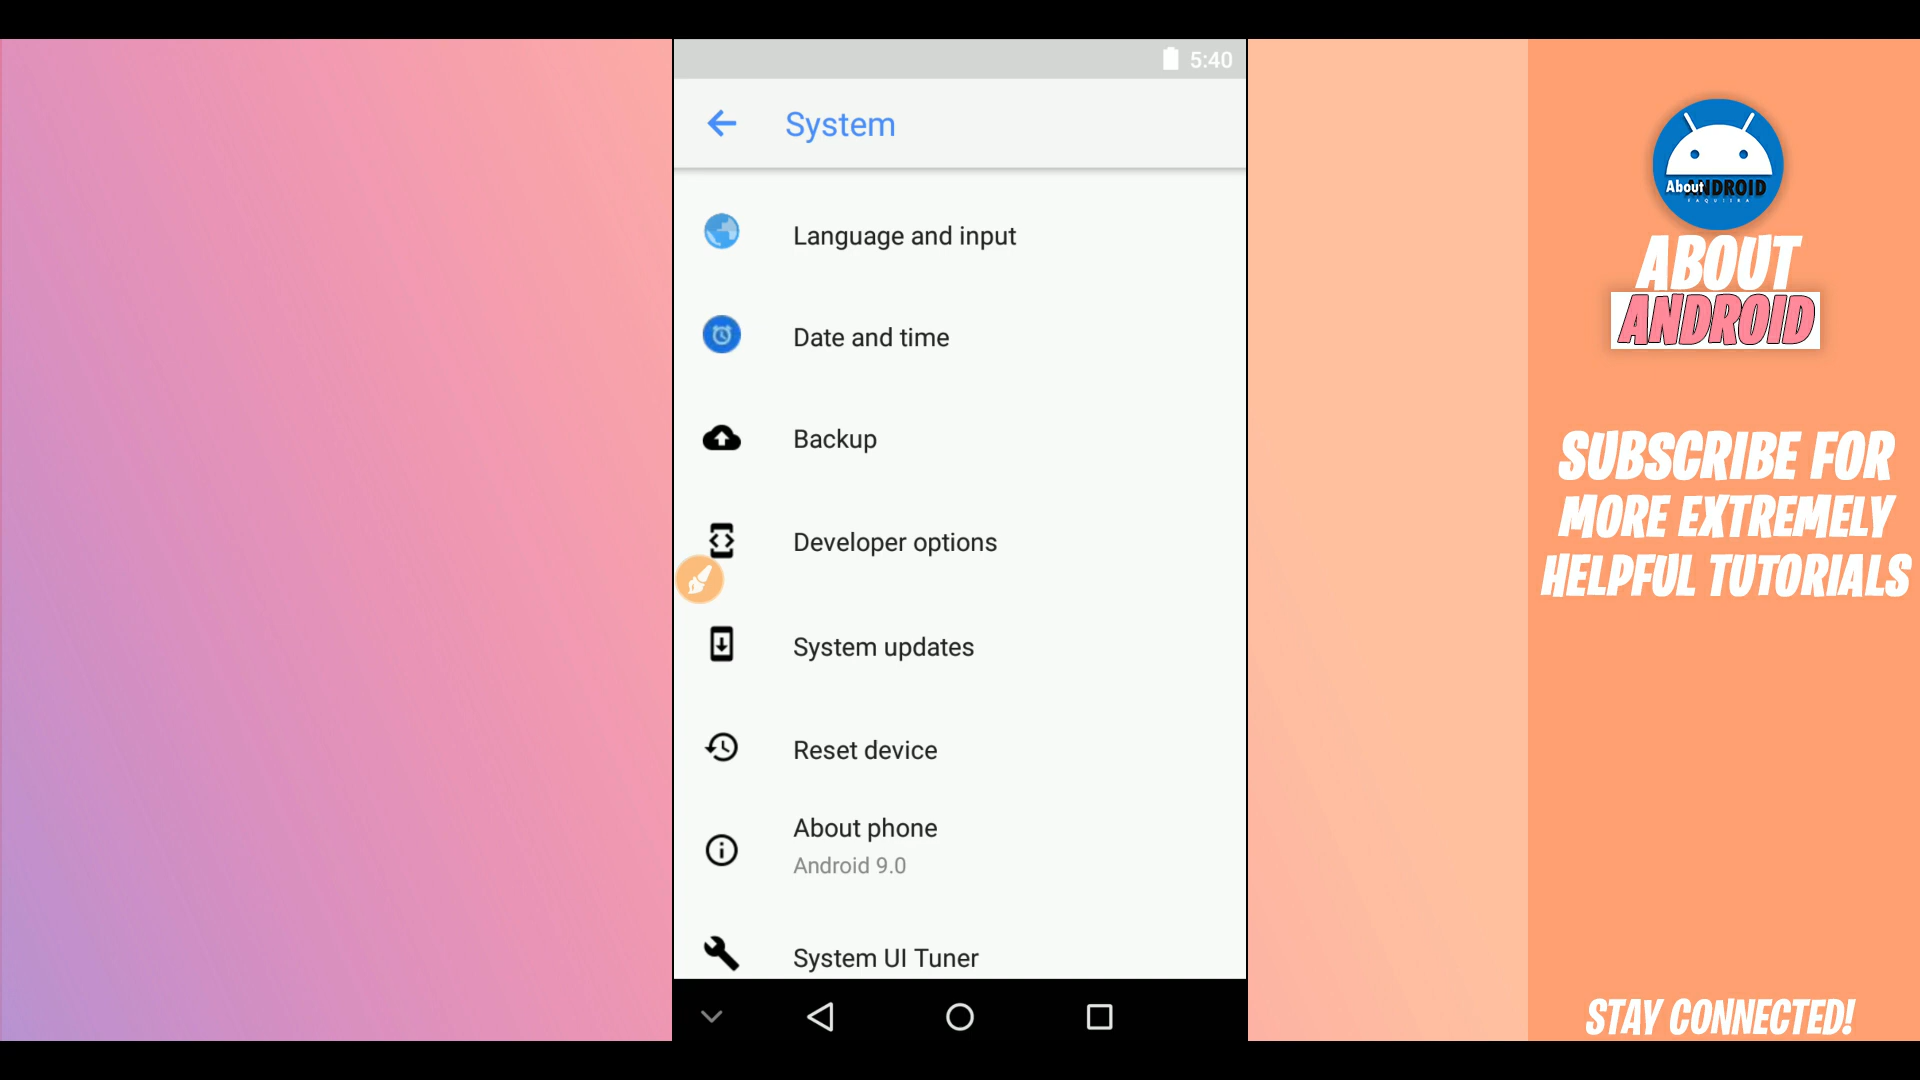 5:40
System
Language and input
Date and time
Backup
Developer options
System updates
Reset device
About phone
Android 9.0
System UI Tuner
About ANDROID
ABOUT
ANDROID
SUBSCRIBE FOR
MORE EXTREMELY
HELPFUL TUTORIALS
STAY CONNECTED!